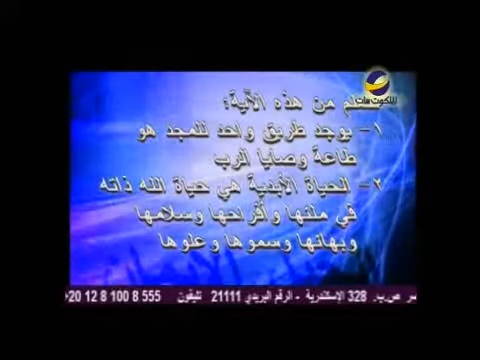 الملكوت سات
من هذه الآية؛
١- يوجد طريق واحد للمجد هو
طاعة وصايا الرب
٢- الحياة الأبدية هي حياة الله ذاته
في ملئها وأفراحها وسلامها
وبهائها وسموها وعلوها
ص.ب. 328 الإسكندرية - الرقم البريدي 21111 تليفون +20 12 8 100 8 555